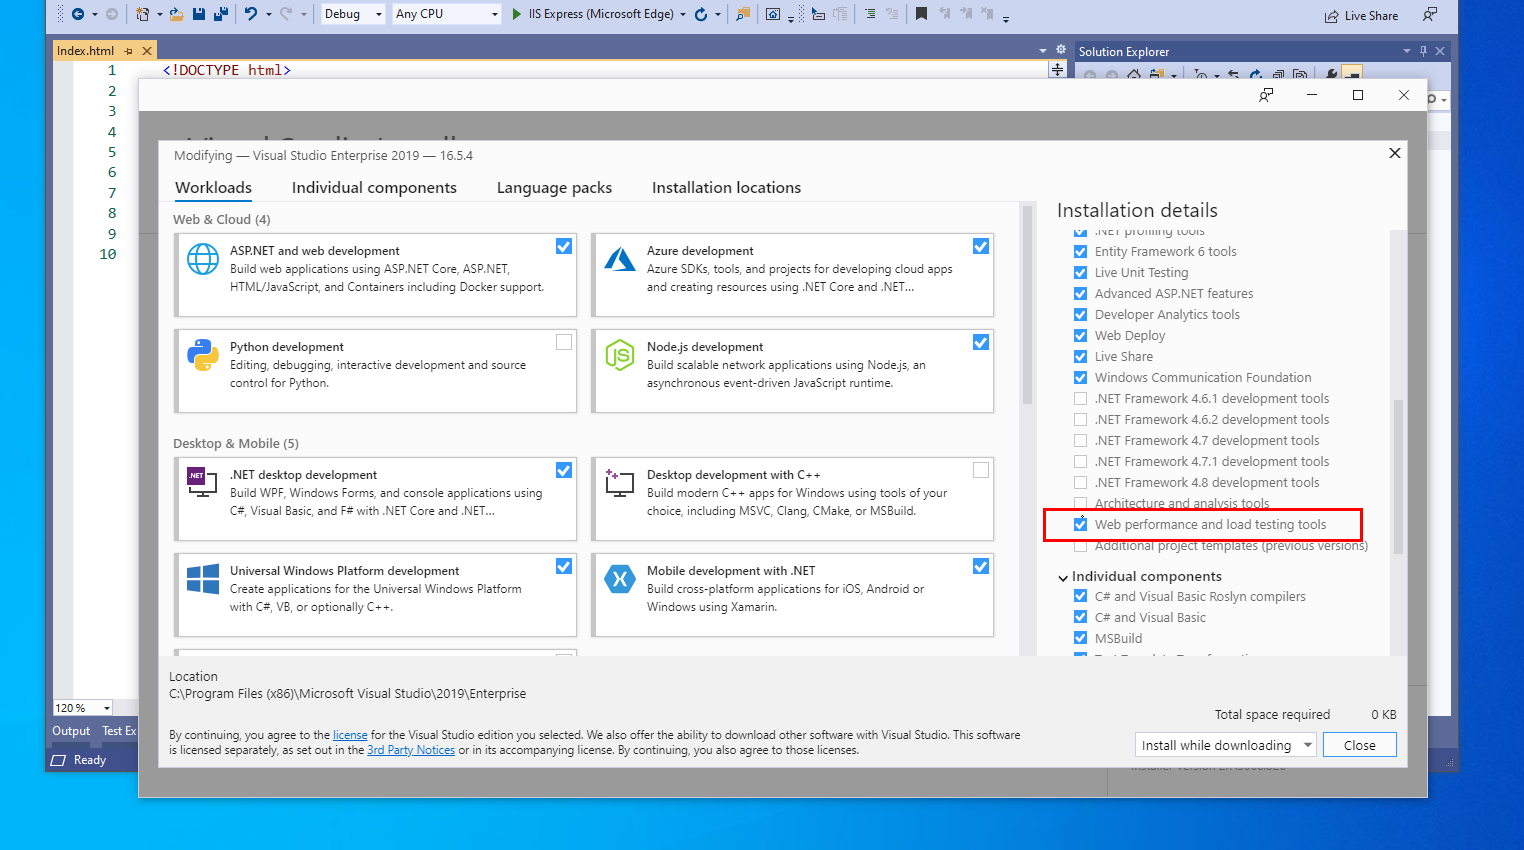 Debug
Any CPU
IIS Express (Microsoft Edge)
Live Share
Index.html
Solution Explorer
1 <!DOCTYPE html>
2
3
4
5
6
7
8
9
10
Modifying — Visual Studio Enterprise 2019 — 16.5.4
Workloads
Individual components
Language packs
Installation locations
Web & Cloud (4)
ASP.NET and web development
Build web applications using ASP.NET Core, ASP.NET,
HTML/JavaScript, and Containers including Docker support.
Azure development
Azure SDKs, tools, and projects for developing cloud apps
and creating resources using .NET Core and .NET...
Python development
Editing, debugging, interactive development and source
control for Python.
JS
Node.js development
Build scalable network applications using Node.js, an
asynchronous event-driven JavaScript runtime.
Desktop & Mobile (5)
.NET
.NET desktop development
Build WPF, Windows Forms, and console applications using
C#, Visual Basic, and F# with .NET Core and .NET...
Desktop development with C++
Build modern C++ apps for Windows using tools of your
choice, including MSVC, Clang, CMake, or MSBuild.
Universal Windows Platform development
Create applications for the Universal Windows Platform
with C#, VB, or optionally C++.
Mobile development with .NET
Build cross-platform applications for iOS, Android or
Windows using Xamarin.
Installation details
.NET profiling tools
Entity Framework 6 tools
Live Unit Testing
Advanced ASP.NET features
Developer Analytics tools
Web Deploy
Live Share
Windows Communication Foundation
.NET Framework 4.6.1 development tools
.NET Framework 4.6.2 development tools
.NET Framework 4.7 development tools
.NET Framework 4.7.1 development tools
.NET Framework 4.8 development tools
Architecture and analysis tools
Web performance and load testing tools
Additional project templates (previous versions)
Individual components
C# and Visual Basic Roslyn compilers
C# and Visual Basic
MSBuild
Location
C:\Program Files (x86)\Microsoft Visual Studio\2019\Enterprise
Total space required 0 KB
By continuing, you agree to the license for the Visual Studio edition you selected. We also offer the ability to download other software with Visual Studio. This software
is licensed separately, as set out in the 3rd Party Notices or in its accompanying license. By continuing, you also agree to those licenses.
Install while downloading
Close
120 %
Output
Test Ex
Ready